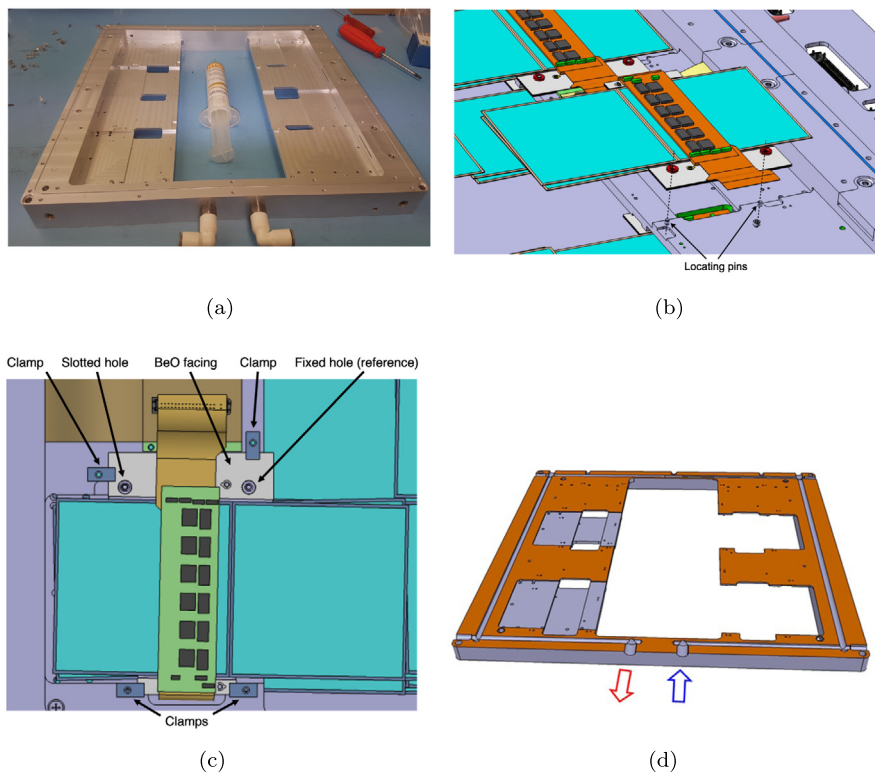 Locating pins
(a)
(b)
Clamp Slotted hole BeO facing Clamp Fixed hole (reference)
Clamps
(c)
(d)